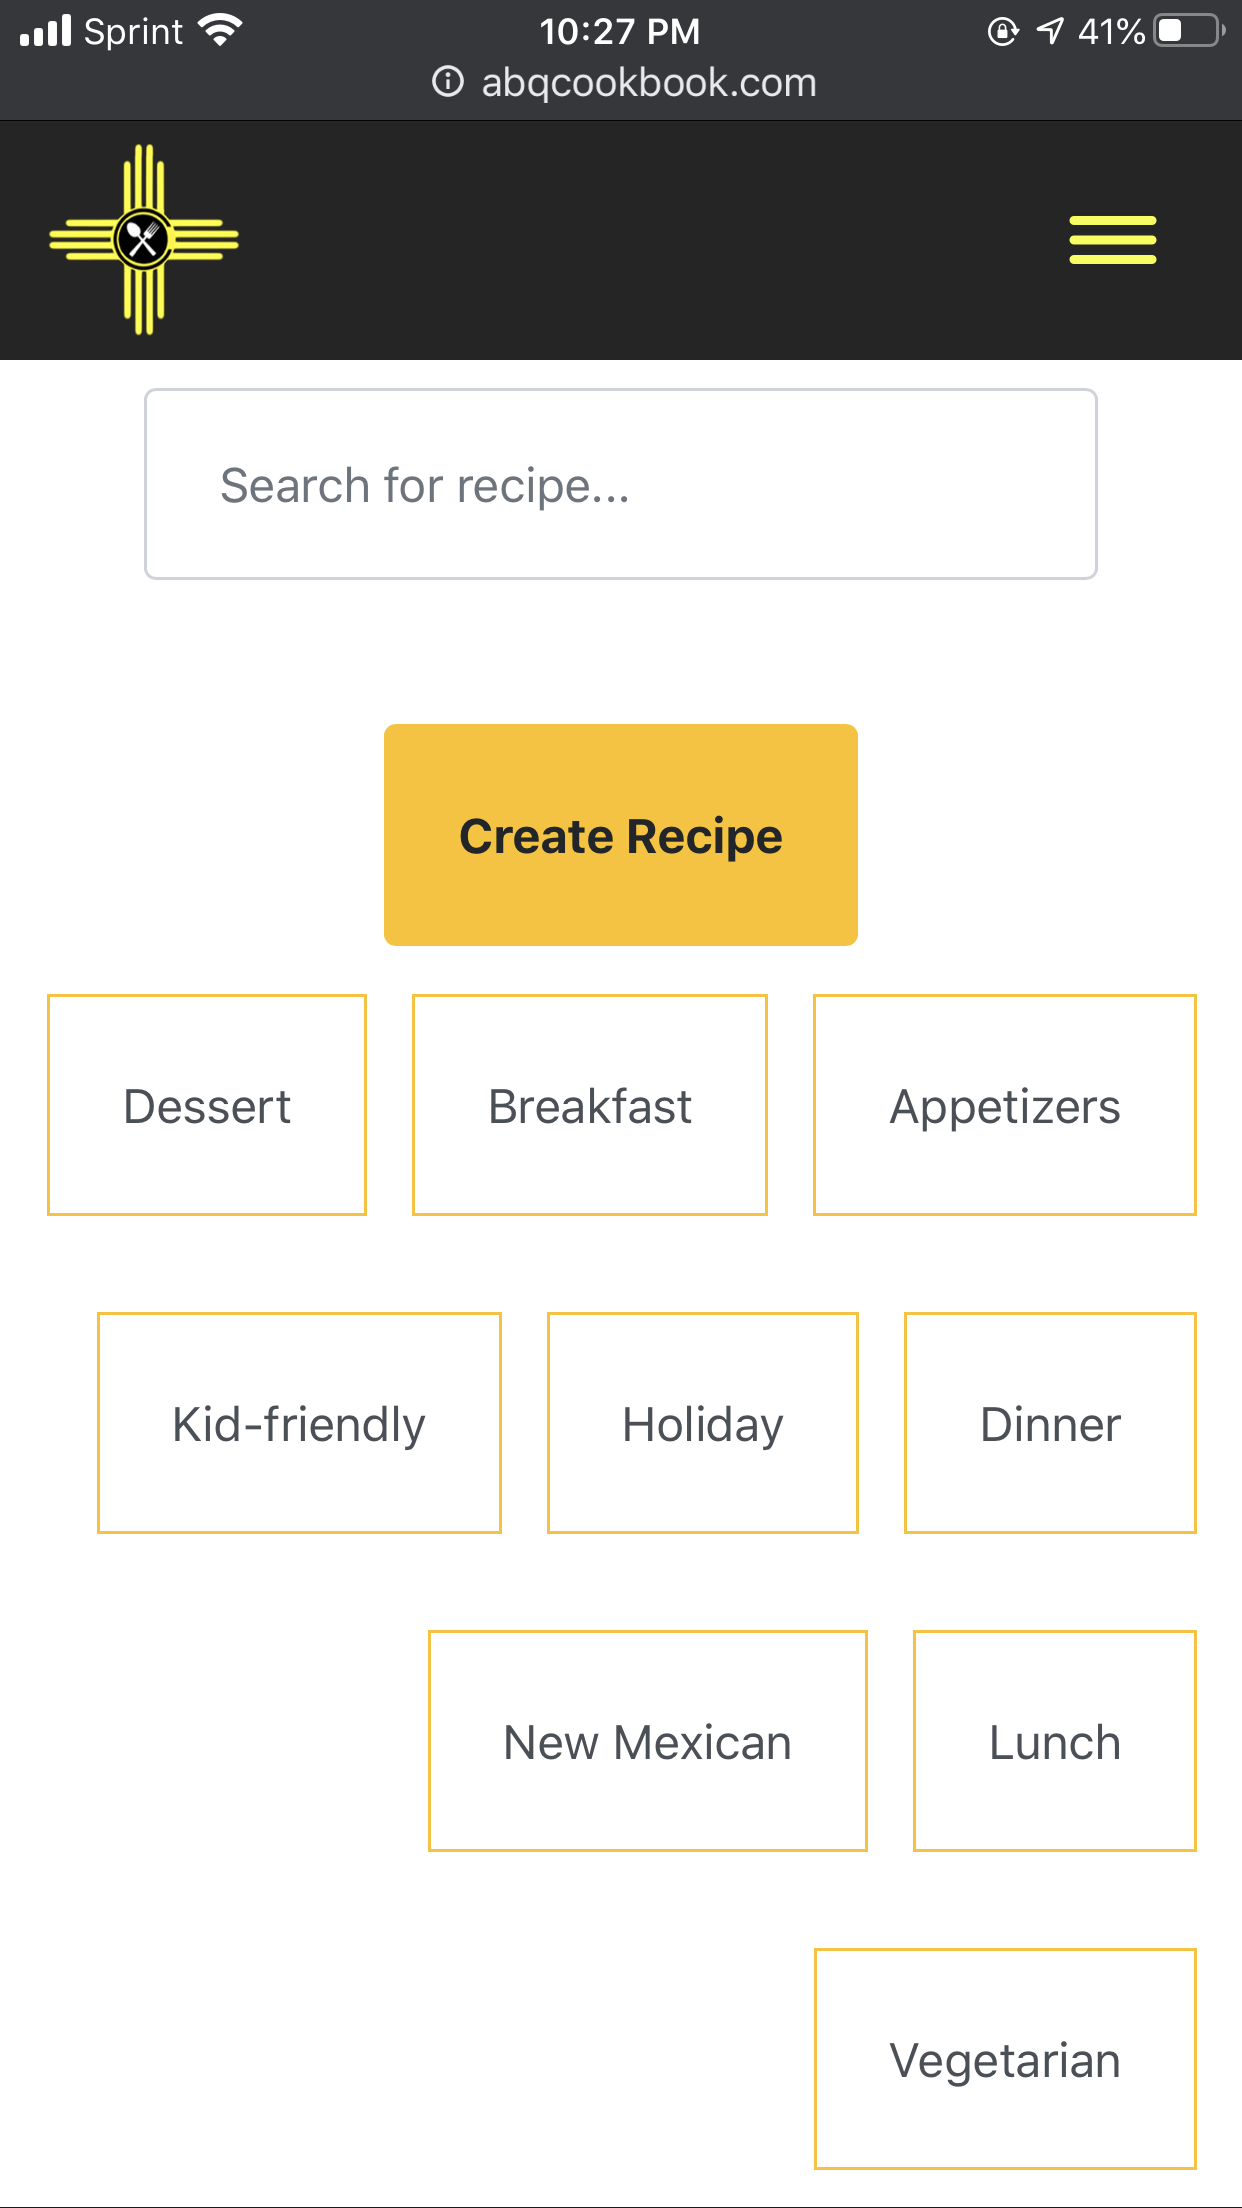 Sprint 10:27 PM 41%
abqcookbook.com
Search for recipe...
Create Recipe
Dessert Breakfast Appetizers
Kid-friendly Holiday Dinner
New Mexican Lunch
Vegetarian